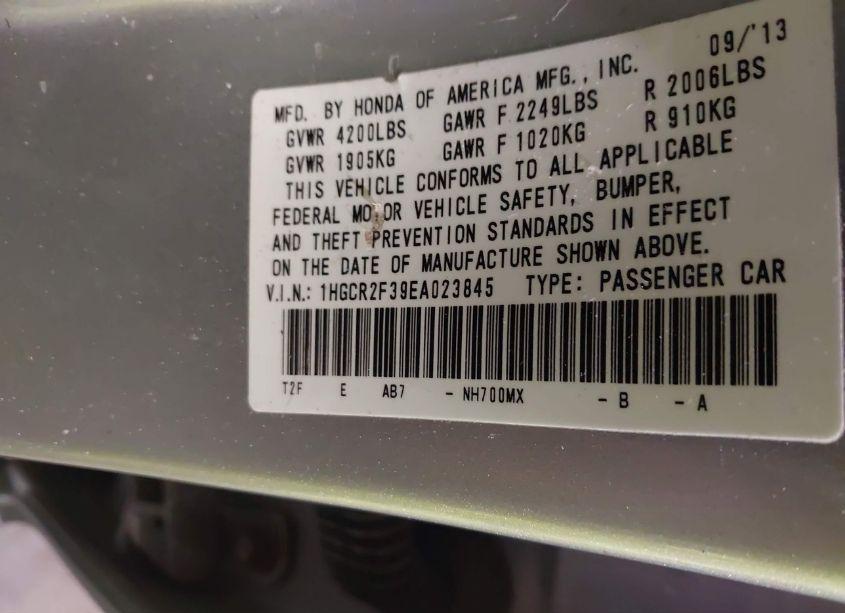 09/'13
MFD. BY HONDA OF AMERICA MFG., INC.
GVWR 4200LBS GAWR F 2249LBS R 2006LBS
GVWR 1905KG GAWR F 1020KG R 910KG
THIS VEHICLE CONFORMS TO ALL APPLICABLE
FEDERAL MOTOR VEHICLE SAFETY, BUMPER,
AND THEFT PREVENTION STANDARDS IN EFFECT
ON THE DATE OF MANUFACTURE SHOWN ABOVE.
V.I.N.: 1HGCR2F39EA023845 TYPE: PASSENGER CAR
T2F E AB7 - NH700MX - B - A